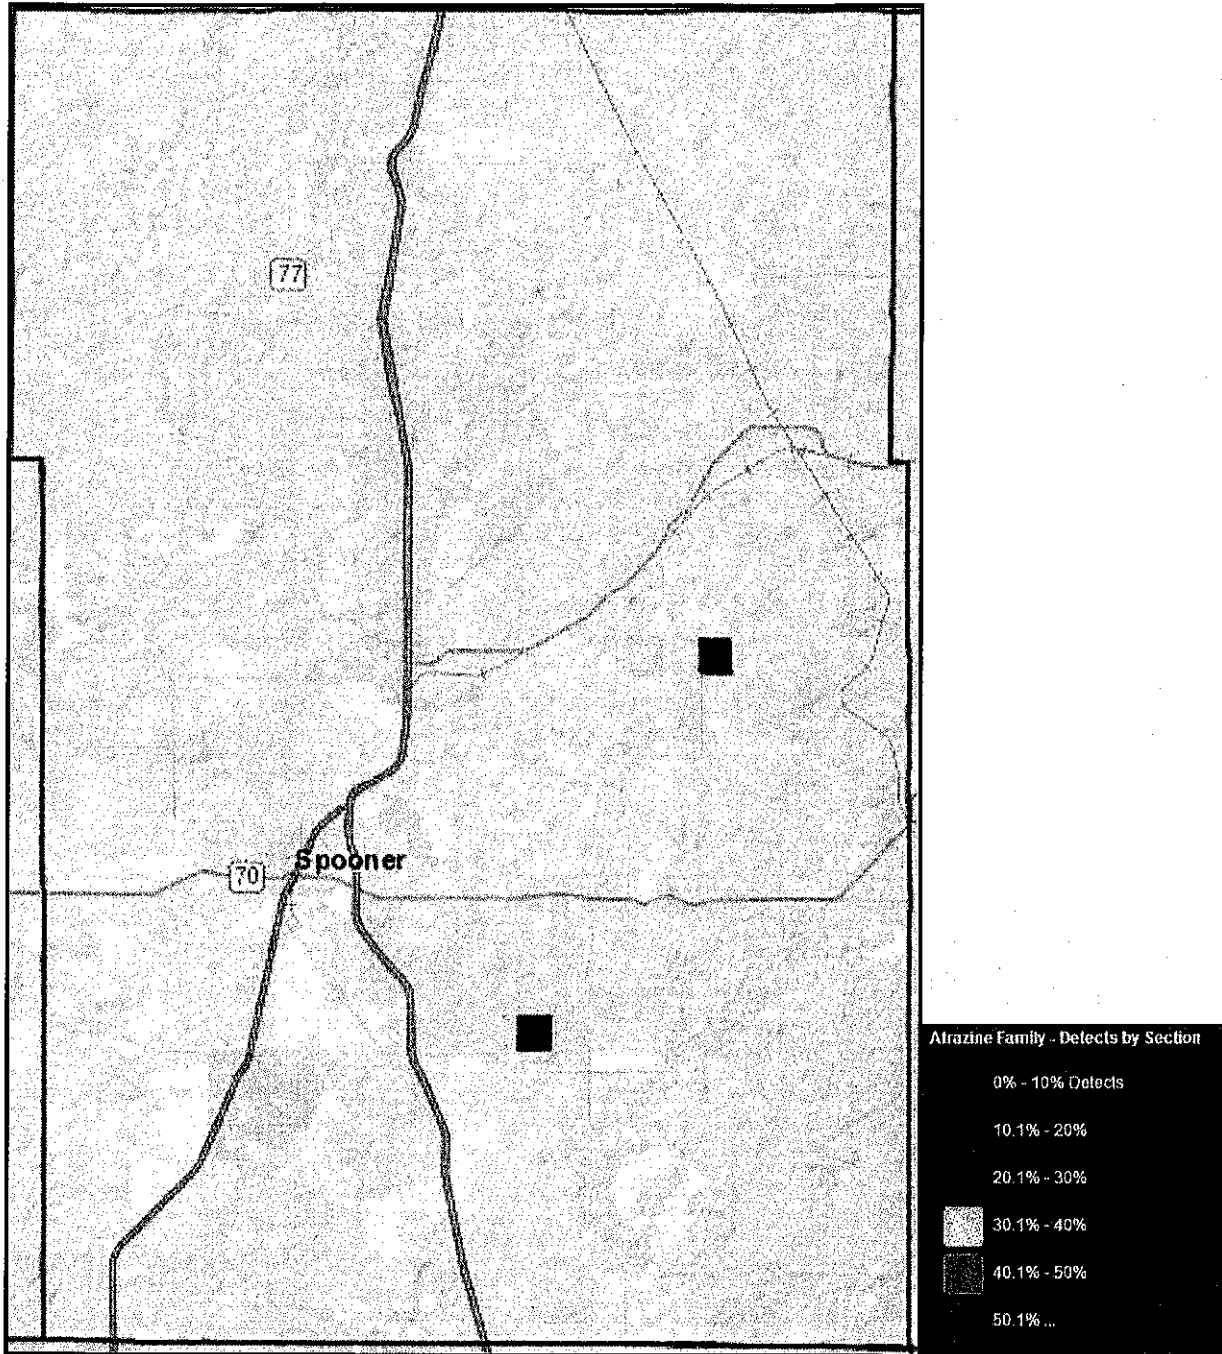 77
Spooner
70
Atrazine Family - Detects by Section
0% - 10% Detects
10.1% - 20%
20.1% - 30%
30.1% - 40%
40.1% - 50%
50.1% ...